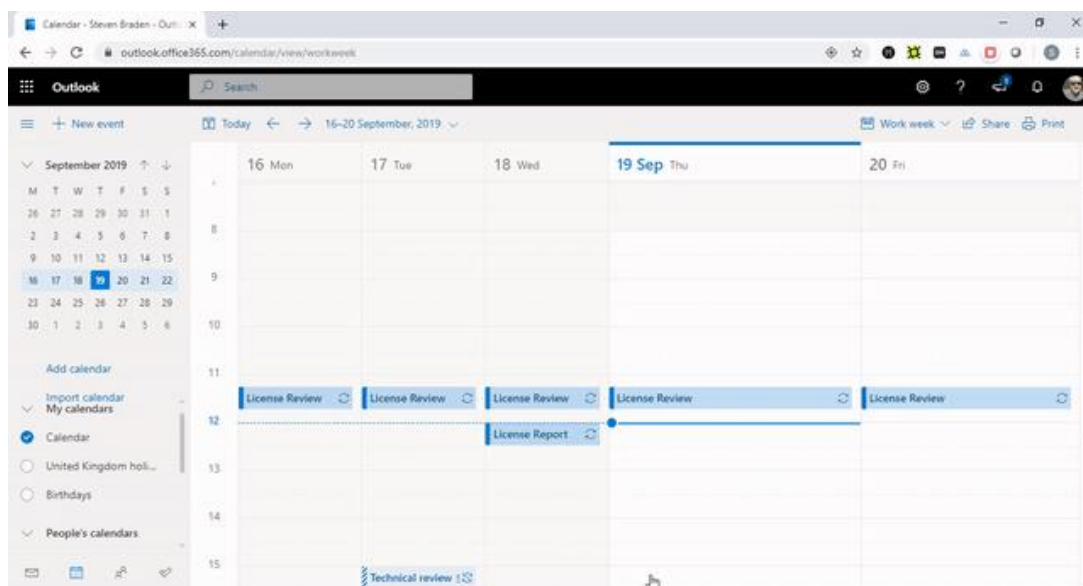 Calendar - Steven Braden - Out
outlook.office365.com/calendar/view/workweek
Outlook
Search
New event
Today
16–20 September, 2019
Work week
Share
Print
September 2019
M T W T F S S
26 27 28 29 30 31 1
2 3 4 5 6 7 8
9 10 11 12 13 14 15
16 17 18 19 20 21 22
23 24 25 26 27 28 29
30 1 2 3 4 5 6
Add calendar
Import calendar
My calendars
Calendar
United Kingdom holi...
Birthdays
People's calendars
16 Mon
17 Tue
18 Wed
19 Sep Thu
20 Fri
8
9
10
11
12
13
14
15
License Review
License Review
License Review
License Review
License Review
License Report
Technical review